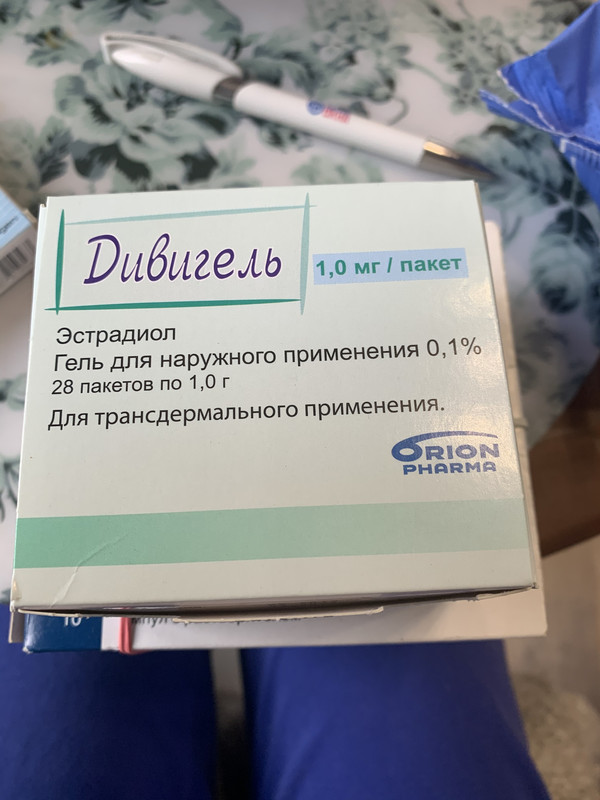 Дивигель
1,0 мг / пакет
Эстрадиол
Гель для наружного применения 0,1%
28 пакетов по 1,0 г
Для трансдермального применения.
ORION
PHARMA
10